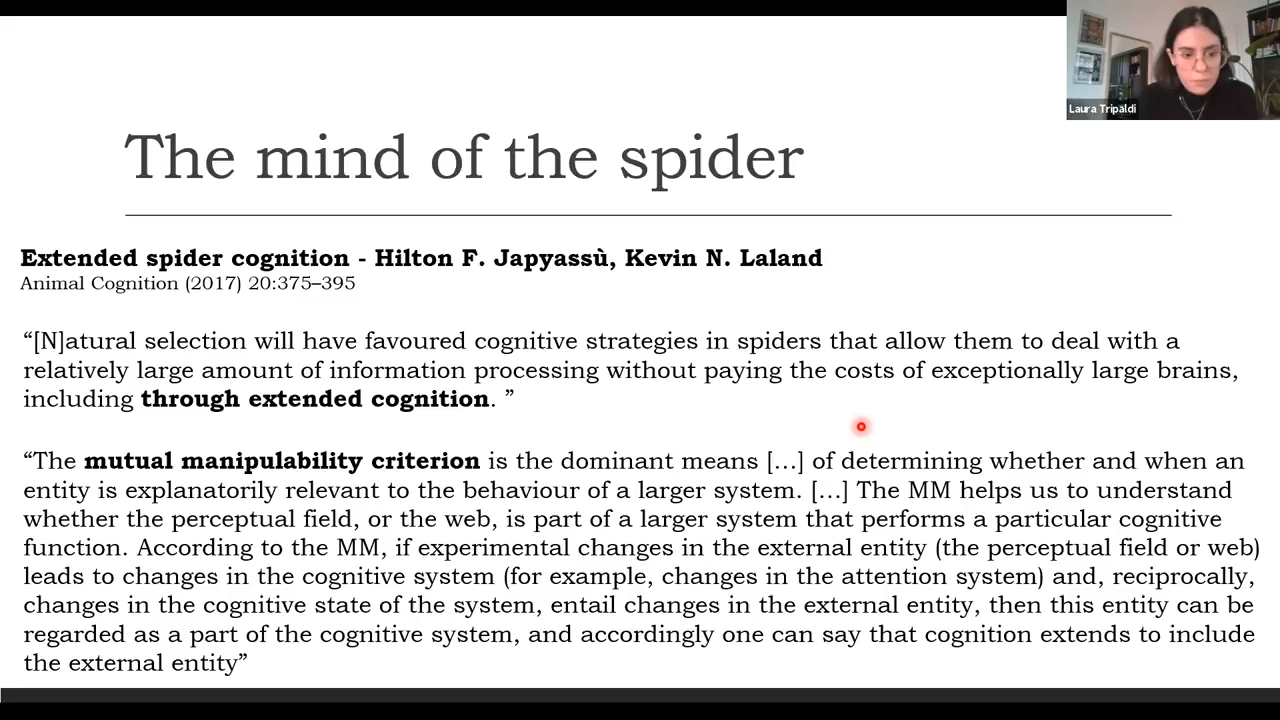 Laura Tripaldi
The mind of the spider
Extended spider cognition - Hilton F. Japyassù, Kevin N. Laland
Animal Cognition (2017) 20:375–395
“[N]atural selection will have favoured cognitive strategies in spiders that allow them to deal with a
relatively large amount of information processing without paying the costs of exceptionally large brains,
including through extended cognition. ”
“The mutual manipulability criterion is the dominant means […] of determining whether and when an
entity is explanatorily relevant to the behaviour of a larger system. […] The MM helps us to understand
whether the perceptual field, or the web, is part of a larger system that performs a particular cognitive
function. According to the MM, if experimental changes in the external entity (the perceptual field or web)
leads to changes in the cognitive system (for example, changes in the attention system) and, reciprocally,
changes in the cognitive state of the system, entail changes in the external entity, then this entity can be
regarded as a part of the cognitive system, and accordingly one can say that cognition extends to include
the external entity”